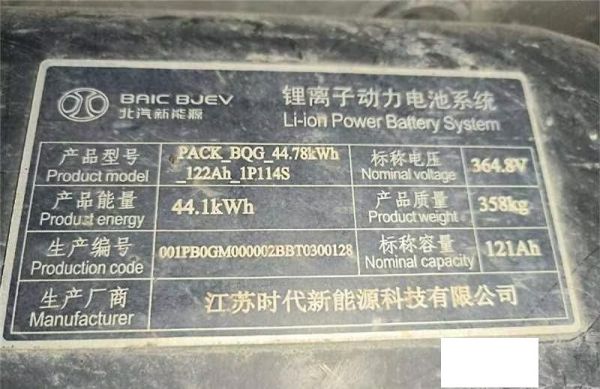 BAIC BJEV
北汽新能源
锂离子动力电池系统
Li-ion Power Battery System
产品型号
Product model
PACK_BQG_44.78kWh
_122Ah_1P114S
标称电压
Nominal voltage
364.8V
产品能量
Product energy
44.1kWh
产品质量
Product weight
358kg
生产编号
Production code
001PB0GM000002BBT0300128
标称容量
Nominal capacity
121Ah
生产厂商
Manufacturer
江苏时代新能源科技有限公司